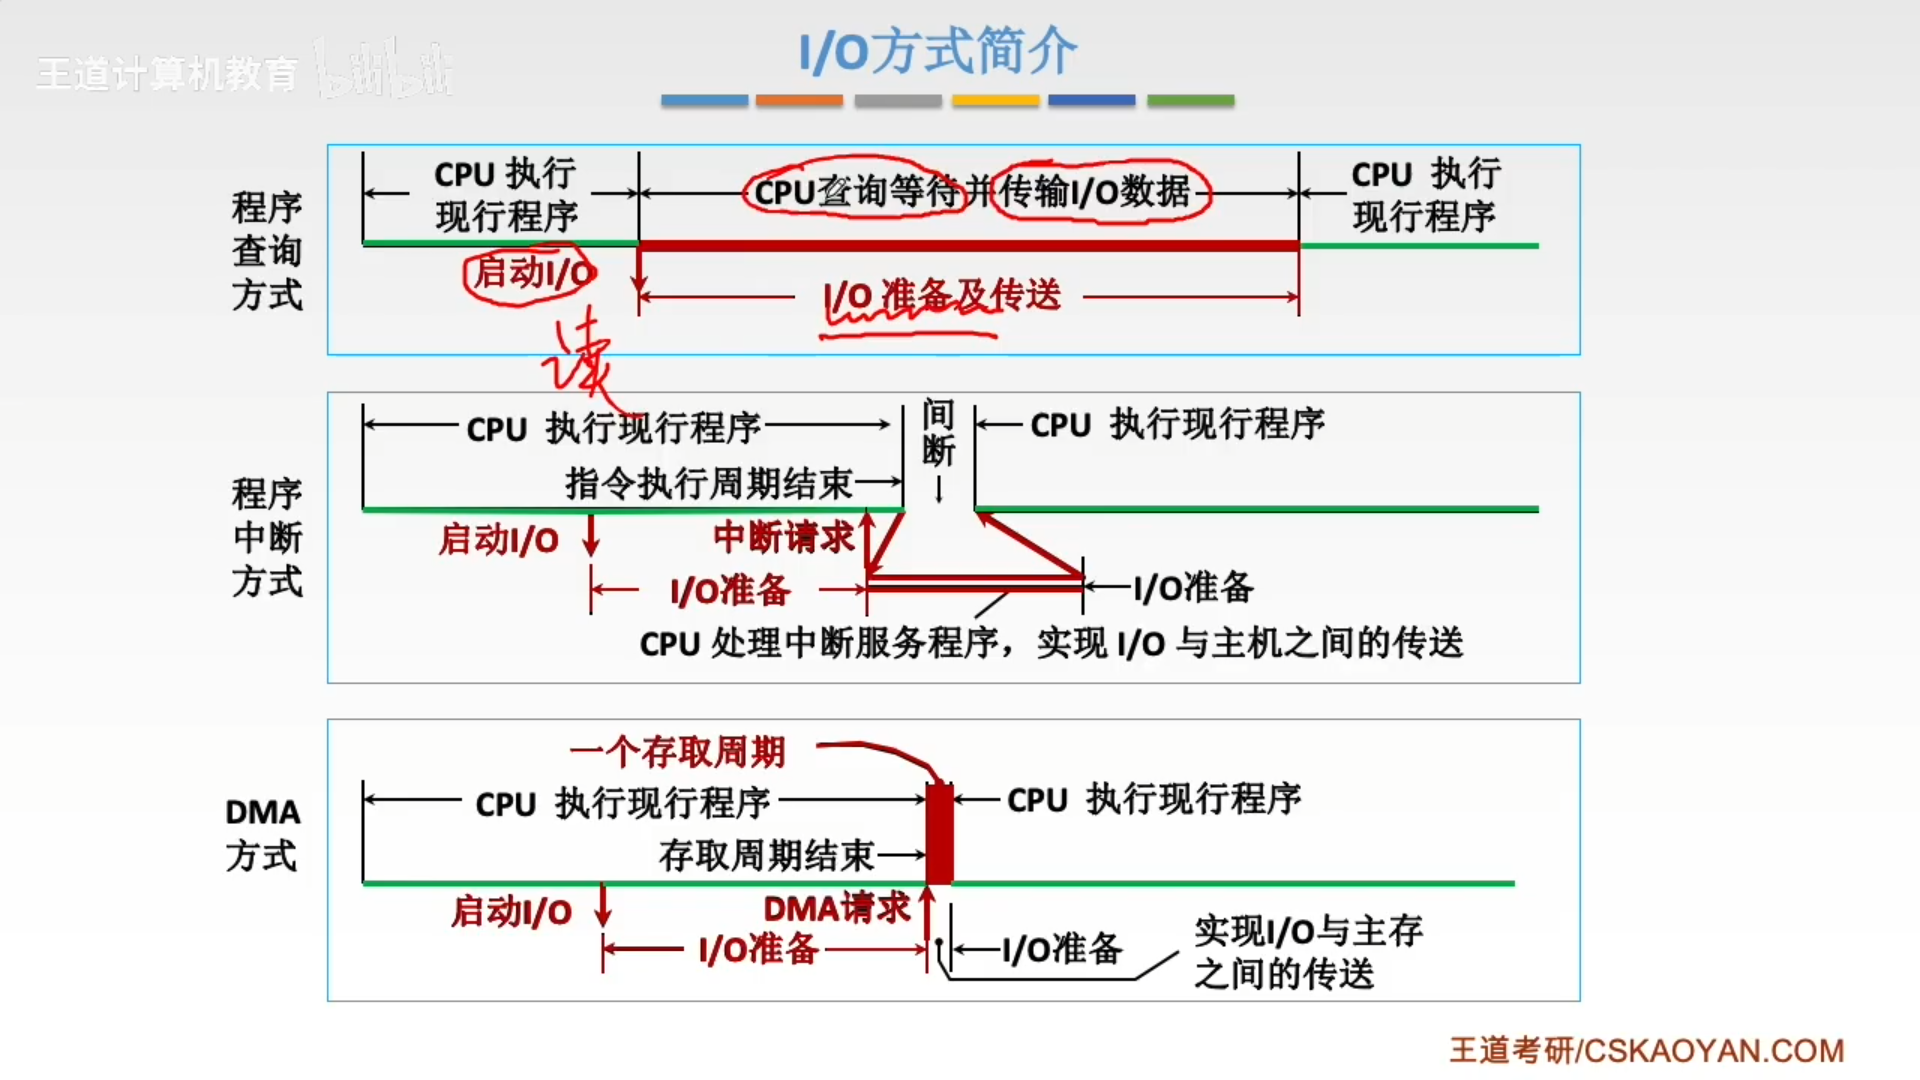 I/O方式简介
王道计算机教育 bilibili
程序
查询
方式
CPU 执行
现行程序
CPU查询等待并传输I/O数据
CPU 执行
现行程序
启动I/O
I/O 准备及传送
读
程序
中断
方式
CPU 执行现行程序
间
断
CPU 执行现行程序
指令执行周期结束
启动I/O
中断请求
I/O准备
I/O准备
CPU 处理中断服务程序，实现 I/O 与主机之间的传送
DMA
方式
一个存取周期
CPU 执行现行程序
CPU 执行现行程序
存取周期结束
启动I/O
DMA请求
I/O准备
I/O准备
实现I/O与主存
之间的传送
王道考研/CSKAOYAN.COM